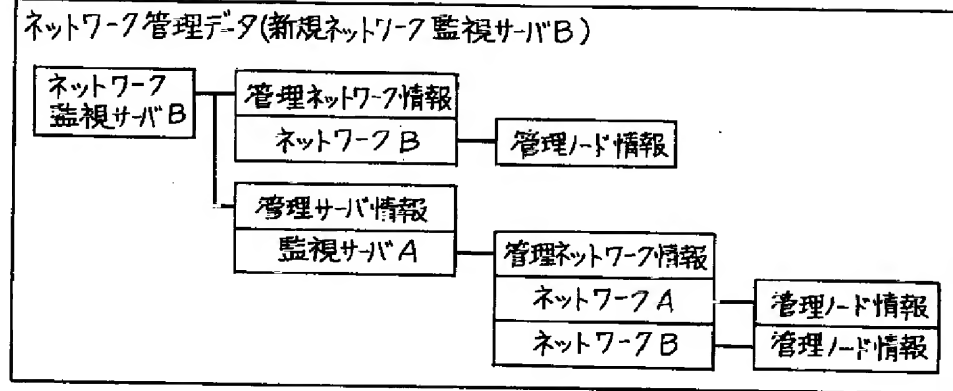 ネットワーク管理データ(新規ネットワーク監視サーバB)
ネットワーク
監視サーバB
管理ネットワーク情報
ネットワークB
管理ノード情報
管理サーバ情報
監視サーバA
管理ネットワーク情報
ネットワークA
管理ノード情報
ネットワークB
管理ノード情報